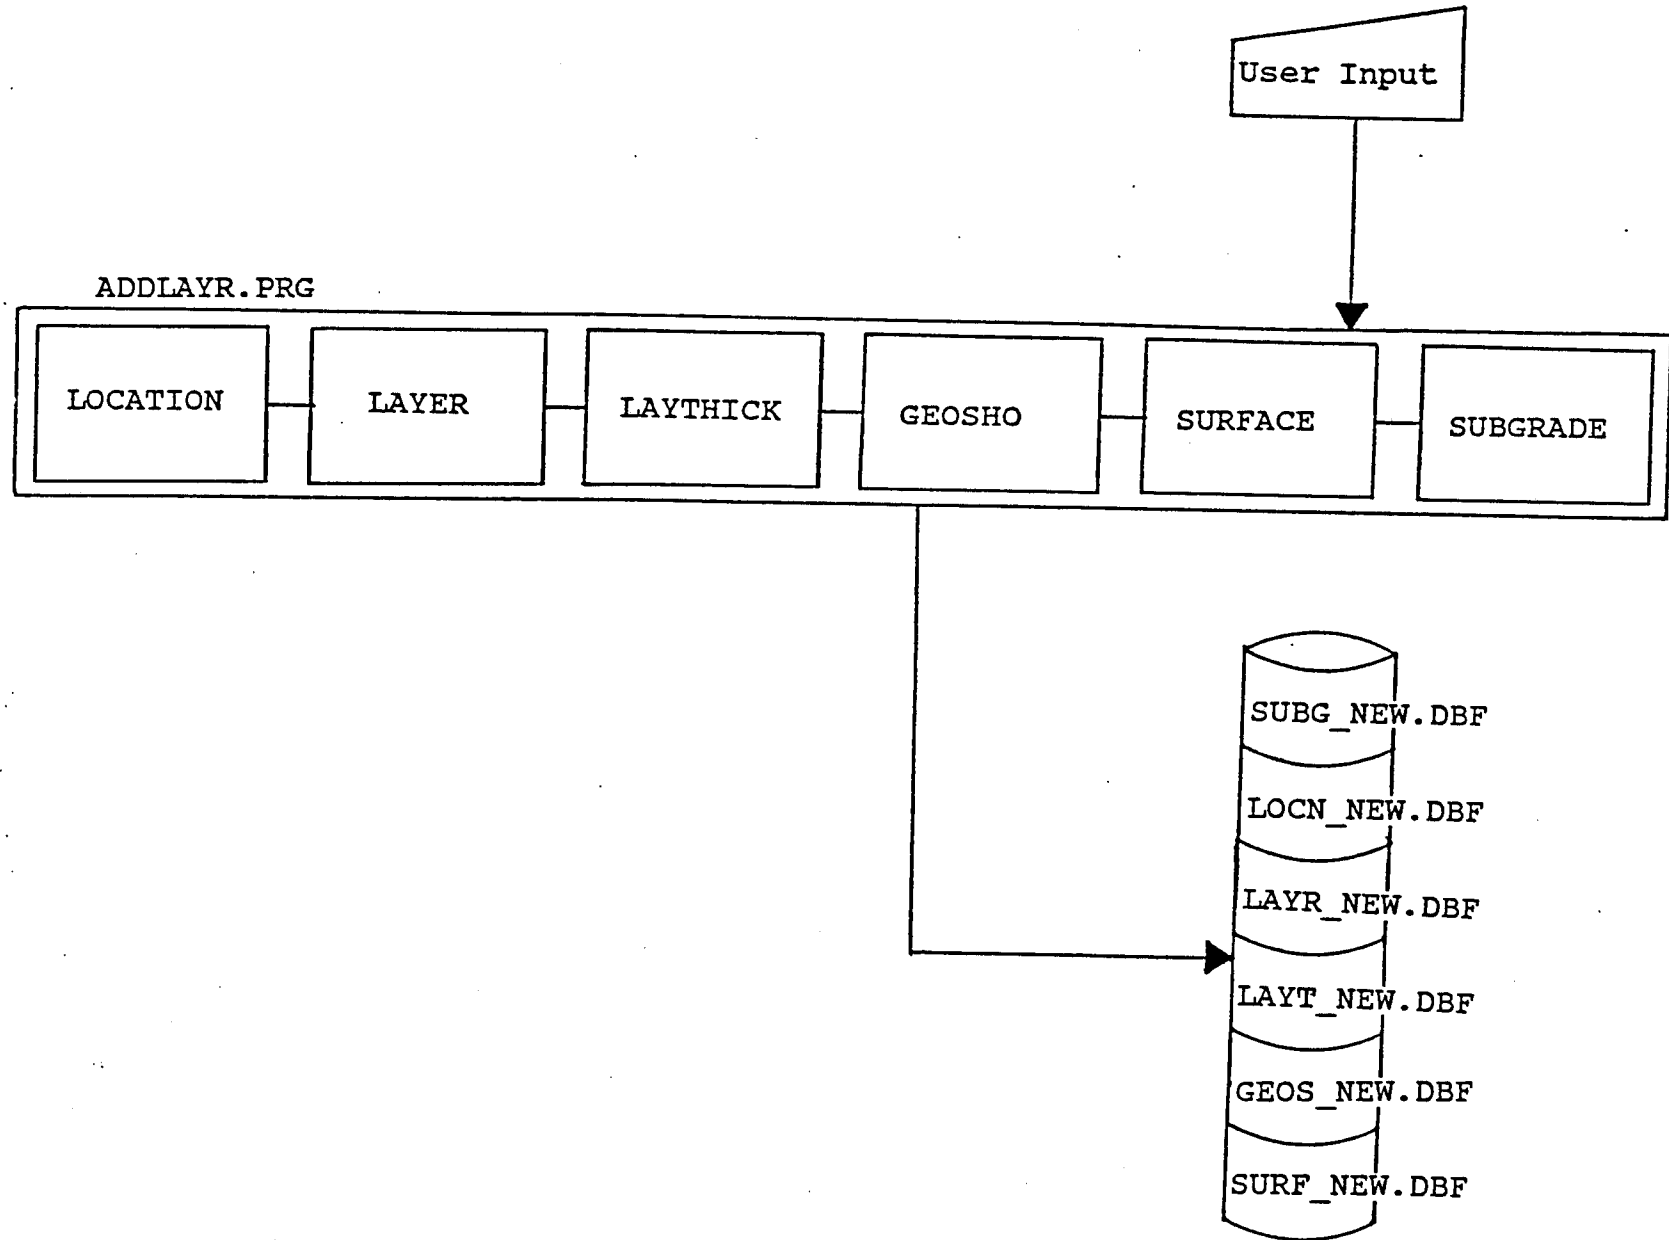 User Input
ADDLAYR.PRG
LOCATION
LAYER
LAYTHICK
GEOSHO
SURFACE
SUBGRADE
SUBG_NEW.DBF
LOCN_NEW.DBF
LAYR_NEW.DBF
LAYT_NEW.DBF
GEOS_NEW.DBF
SURF_NEW.DBF